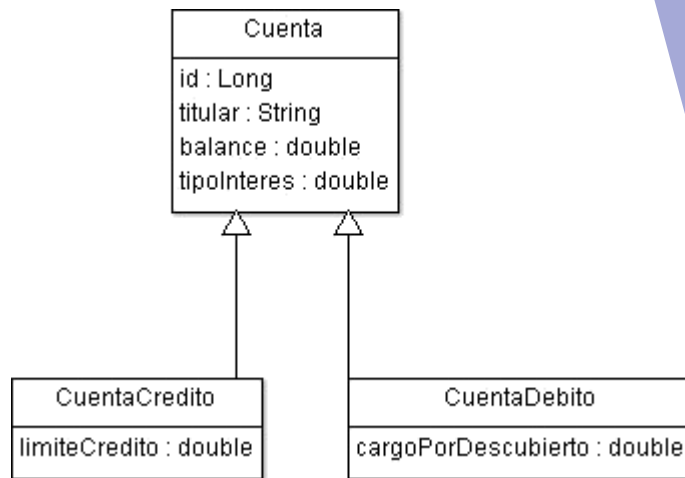 Cuenta
id : Long
titular : String
balance : double
tipoInteres : double
CuentaCredito
limiteCredito : double
CuentaDebito
cargoPorDescubierto : double